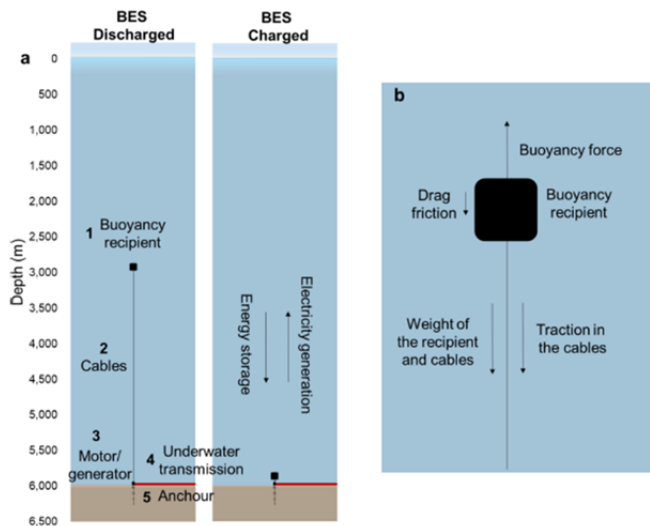 BES
Discharged
BES
Charged
a
0
500
1,000
1,500
2,000
2,500
3,000
3,500
4,000
4,500
5,000
5,500
6,000
6,500
Depth (m)
1 Buoyancy
recipient
2
Cables
3
Motor/
generator
4 Underwater
transmission
5 Anchour
Energy storage
Electricity generation
b
Buoyancy force
Drag
friction
Buoyancy
recipient
Weight of
the recipient
and cables
Traction in
the cables